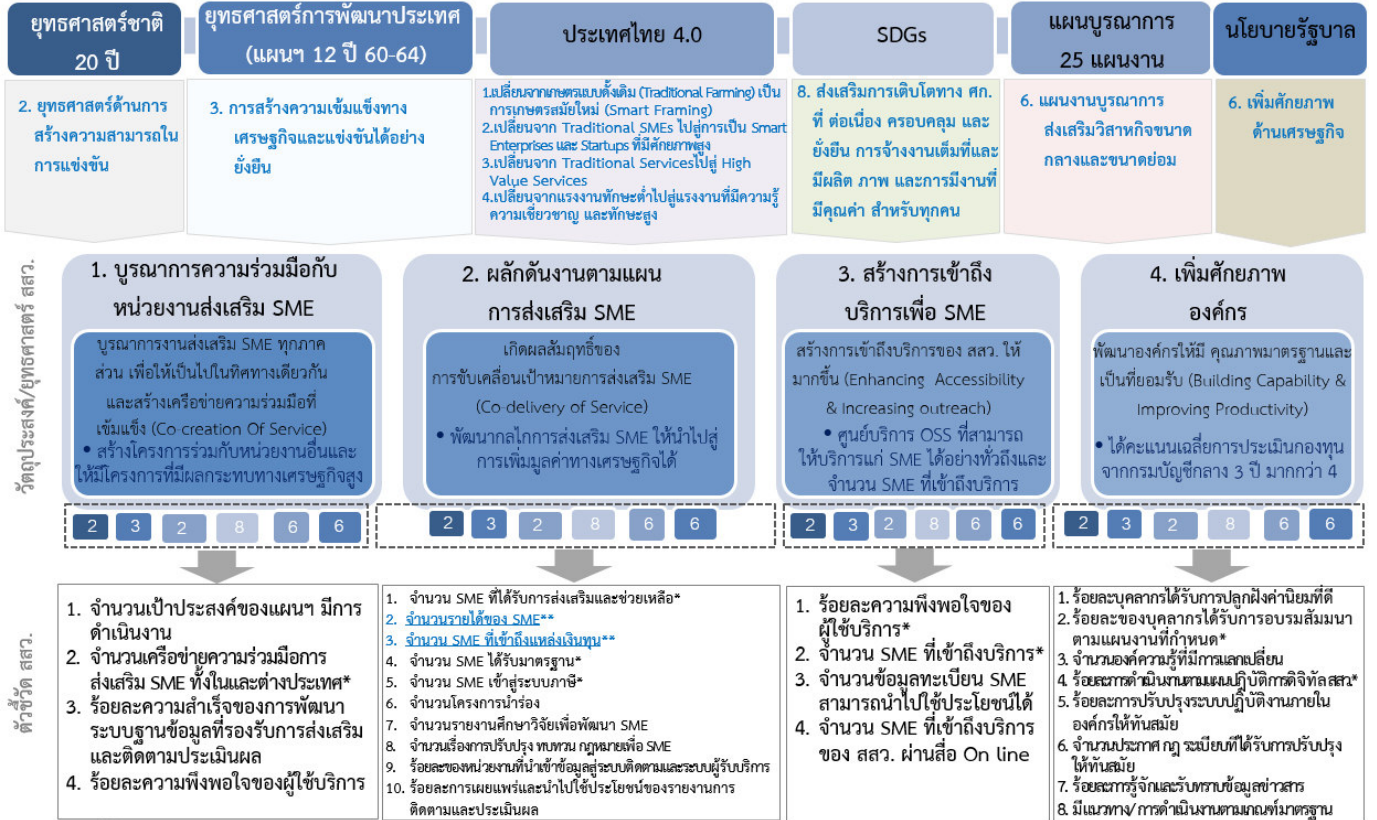 ยุทธศาสตร์ชาติ
20 ปี
ยุทธศาสตร์การพัฒนาประเทศ
(แผนฯ 12 ปี 60-64)
ประเทศไทย 4.0
SDGs
แผนบูรณาการ
25 แผนงาน
นโยบายรัฐบาล
2. ยุทธศาสตร์ด้านการ
สร้างความสามารถใน
การแข่งขัน
3. การสร้างความเข้มแข็งทาง
เศรษฐกิจและแข่งขันได้อย่าง
ยั่งยืน
1.เปลี่ยนจากเกษตรแบบดั้งเดิม (Traditional Farming) เป็น
การเกษตรสมัยใหม่ (Smart Framing)
2.เปลี่ยนจาก Traditional SMEs ไปสู่การเป็น Smart
Enterprises และ Startups ที่มีศักยภาพสูง
3.เปลี่ยนจาก Traditional Servicesไปสู่ High
Value Services
4.เปลี่ยนจากแรงงานทักษะต่ำไปสู่แรงงานที่มีความรู้
ความเชี่ยวชาญ และทักษะสูง
8. ส่งเสริมการเติบโตทาง ศก.
ที่ ต่อเนื่อง ครอบคลุม และ
ยั่งยืน การจ้างงานเต็มที่และ
มีผลิต ภาพ และการมีงานที่
มีคุณค่า สำหรับทุกคน
6. แผนงานบูรณาการ
ส่งเสริมวิสาหกิจขนาด
กลางและขนาดย่อม
6. เพิ่มศักยภาพ
ด้านเศรษฐกิจ
วัตถุประสงค์/ยุทธศาสตร์ สสว.
1. บูรณาการความร่วมมือกับ
หน่วยงานส่งเสริม SME
บูรณาการงานส่งเสริม SME ทุกภาค
ส่วน เพื่อให้เป็นไปในทิศทางเดียวกัน
และสร้างเครือข่ายความร่วมมือที่
เข้มแข็ง (Co-creation Of Service)
• สร้างโครงการร่วมกับหน่วยงานอื่นและ
ให้มีโครงการที่มีผลกระทบทางเศรษฐกิจสูง
2. ผลักดันงานตามแผน
การส่งเสริม SME
เกิดผลสัมฤทธิ์ของ
การขับเคลื่อนเป้าหมายการส่งเสริม SME
(Co-delivery of Service)
• พัฒนากลไกการส่งเสริม SME ให้นำไปสู่
การเพิ่มมูลค่าทางเศรษฐกิจได้
3. สร้างการเข้าถึง
บริการเพื่อ SME
สร้างการเข้าถึงบริการของ สสว. ให้
มากขึ้น (Enhancing Accessibility
& Increasing outreach)
• ศูนย์บริการ OSS ที่สามารถ
ให้บริการแก่ SME ได้อย่างทั่วถึงและ
จำนวน SME ที่เข้าถึงบริการ
4. เพิ่มศักยภาพ
องค์กร
พัฒนาองค์กรให้มี คุณภาพมาตรฐานและ
เป็นที่ยอมรับ (Building Capability &
Improving Productivity)
• ได้คะแนนเฉลี่ยการประเมินกองทุน
จากกรมบัญชีกลาง 3 ปี มากกว่า 4
2 3 2 8 6 6
2 3 2 8 6 6
2 3 2 8 6 6
2 3 2 8 6 6
ตัวชี้วัด สสว.
1. จำนวนเป้าประสงค์ของแผนฯ มีการ
ดำเนินงาน
2. จำนวนเครือข่ายความร่วมมือการ
ส่งเสริม SME ทั้งในและต่างประเทศ*
3. ร้อยละความสำเร็จของการพัฒนา
ระบบฐานข้อมูลที่รองรับการส่งเสริม
และติดตามประเมินผล
4. ร้อยละความพึงพอใจของผู้ใช้บริการ
1. จำนวน SME ที่ได้รับการส่งเสริมและช่วยเหลือ*
2. จำนวนรายได้ของ SME**
3. จำนวน SME ที่เข้าถึงแหล่งเงินทุน**
4. จำนวน SME ได้รับมาตรฐาน*
5. จำนวน SME เข้าสู่ระบบภาษี*
6. จำนวนโครงการนำร่อง
7. จำนวนรายงานศึกษาวิจัยเพื่อพัฒนา SME
8. จำนวนเรื่องการปรับปรุง ทบทวน กฎหมายเพื่อ SME
9. ร้อยละของหน่วยงานที่นำเข้าข้อมูลสู่ระบบติดตามและระบบผู้รับบริการ
10. ร้อยละการเผยแพร่และนำไปใช้ประโยชน์ของรายงานการ
ติดตามและประเมินผล
1. ร้อยละความพึงพอใจของ
ผู้ใช้บริการ*
2. จำนวน SME ที่เข้าถึงบริการ*
3. จำนวนข้อมูลทะเบียน SME
สามารถนำไปใช้ประโยชน์ได้
4. จำนวน SME ที่เข้าถึงบริการ
ของ สสว. ผ่านสื่อ On line
1. ร้อยละบุคลากรได้รับการปลูกฝังค่านิยมที่ดี
2. ร้อยละของบุคลากรได้รับการอบรมสัมมนา
ตามแผนงานที่กำหนด*
3. จำนวนองค์ความรู้ที่มีการแลกเปลี่ยน
4. ร้อยละการดำเนินงานตามแผนปฏิบัติการดิจิทัล สสว.*
5. ร้อยละการปรับปรุงระบบปฏิบัติงานภายใน
องค์กรให้ทันสมัย
6. จำนวนประกาศ กฎ ระเบียบที่ได้รับการปรับปรุง
ให้ทันสมัย
7. ร้อยละการรู้จักและรับทราบข้อมูลข่าวสาร
8. มีแนวทาง/ การดำเนินงานตามเกณฑ์มาตรฐาน